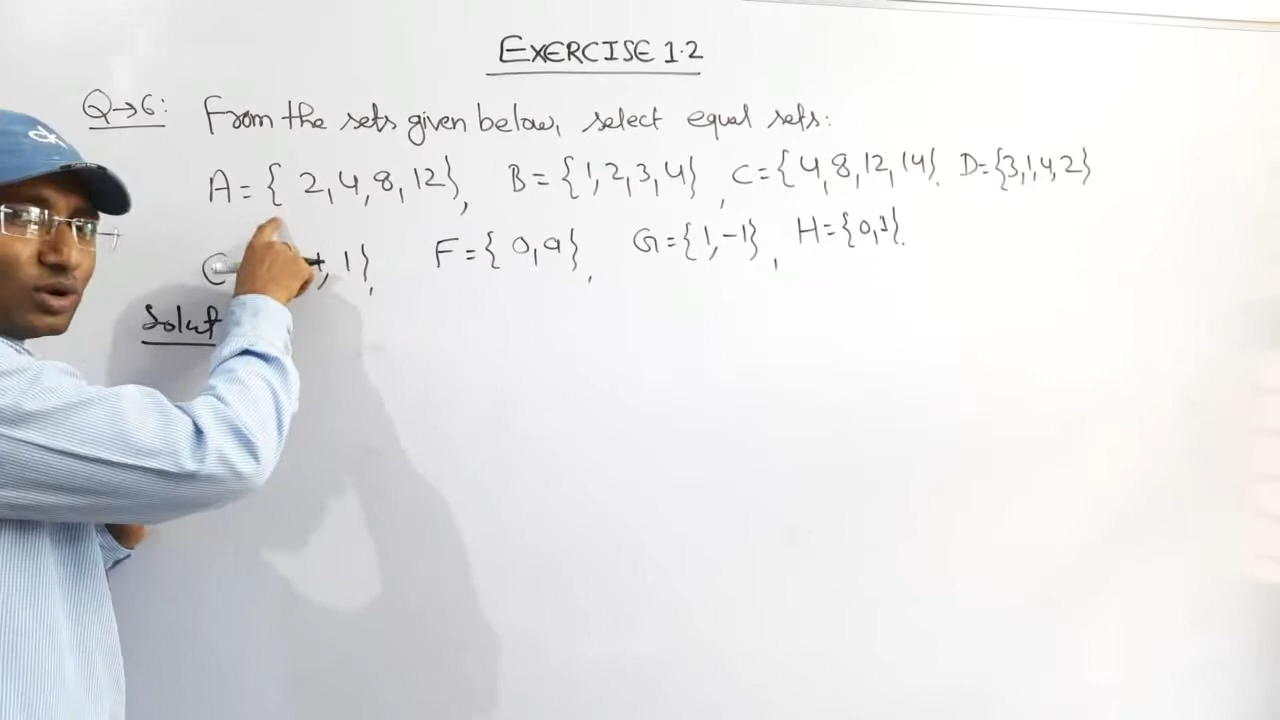 EXERCISE 1.2
Q→6: From the sets given below, select equal sets:
A = { 2, 4, 8, 12}, B = {1, 2, 3, 4}, C = {4, 8, 12, 14}. D = {3, 1, 4, 2}
, 1}, F = { 0, a}, G = {1, -1}, H = {0, 1}.
Solut